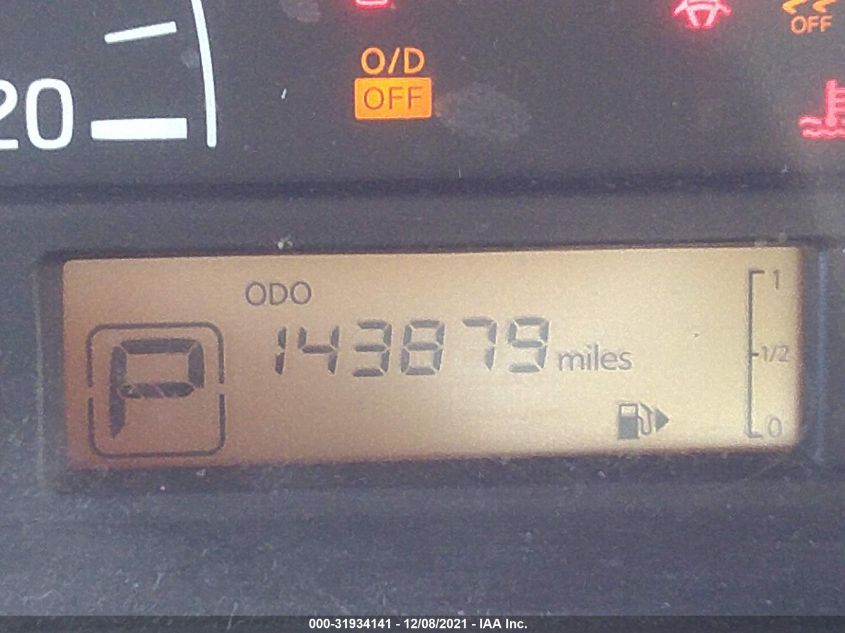 OFF
O/D
OFF
20
ODO
143879 miles
P
1
1/2
0
000-31934141 - 12/08/2021 - IAA Inc.